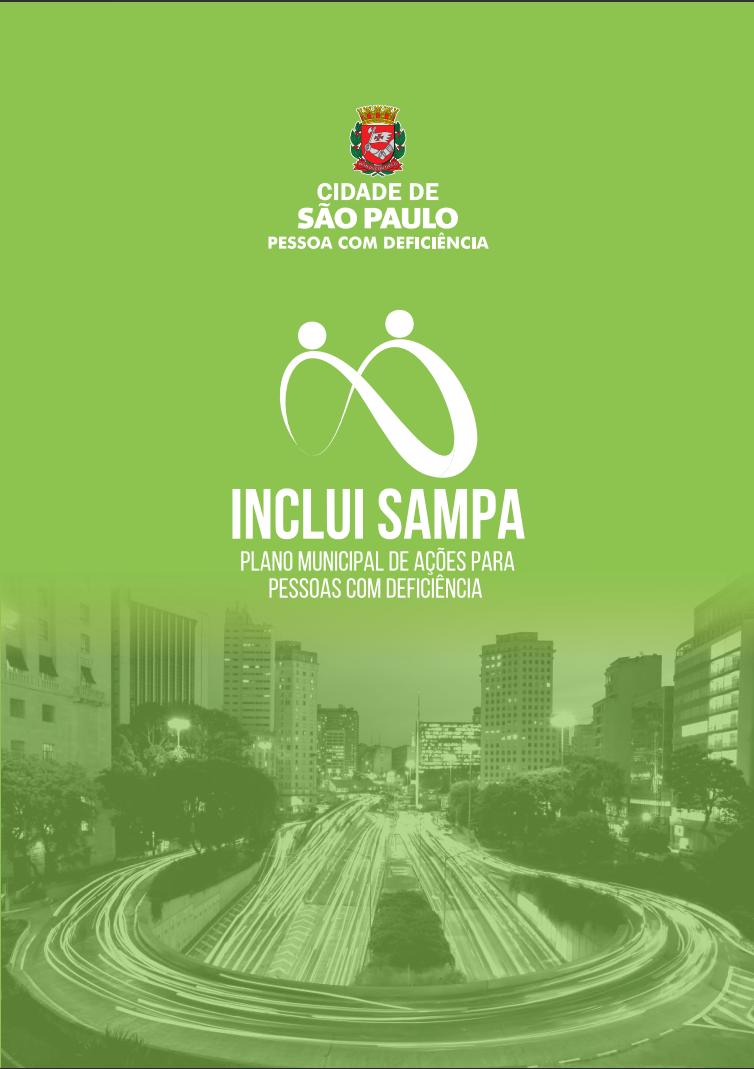 CIDADE DE
SÃO PAULO
PESSOA COM DEFICIÊNCIA
INCLUI SAMPA
PLANO MUNICIPAL DE AÇÕES PARA
PESSOAS COM DEFICIÊNCIA